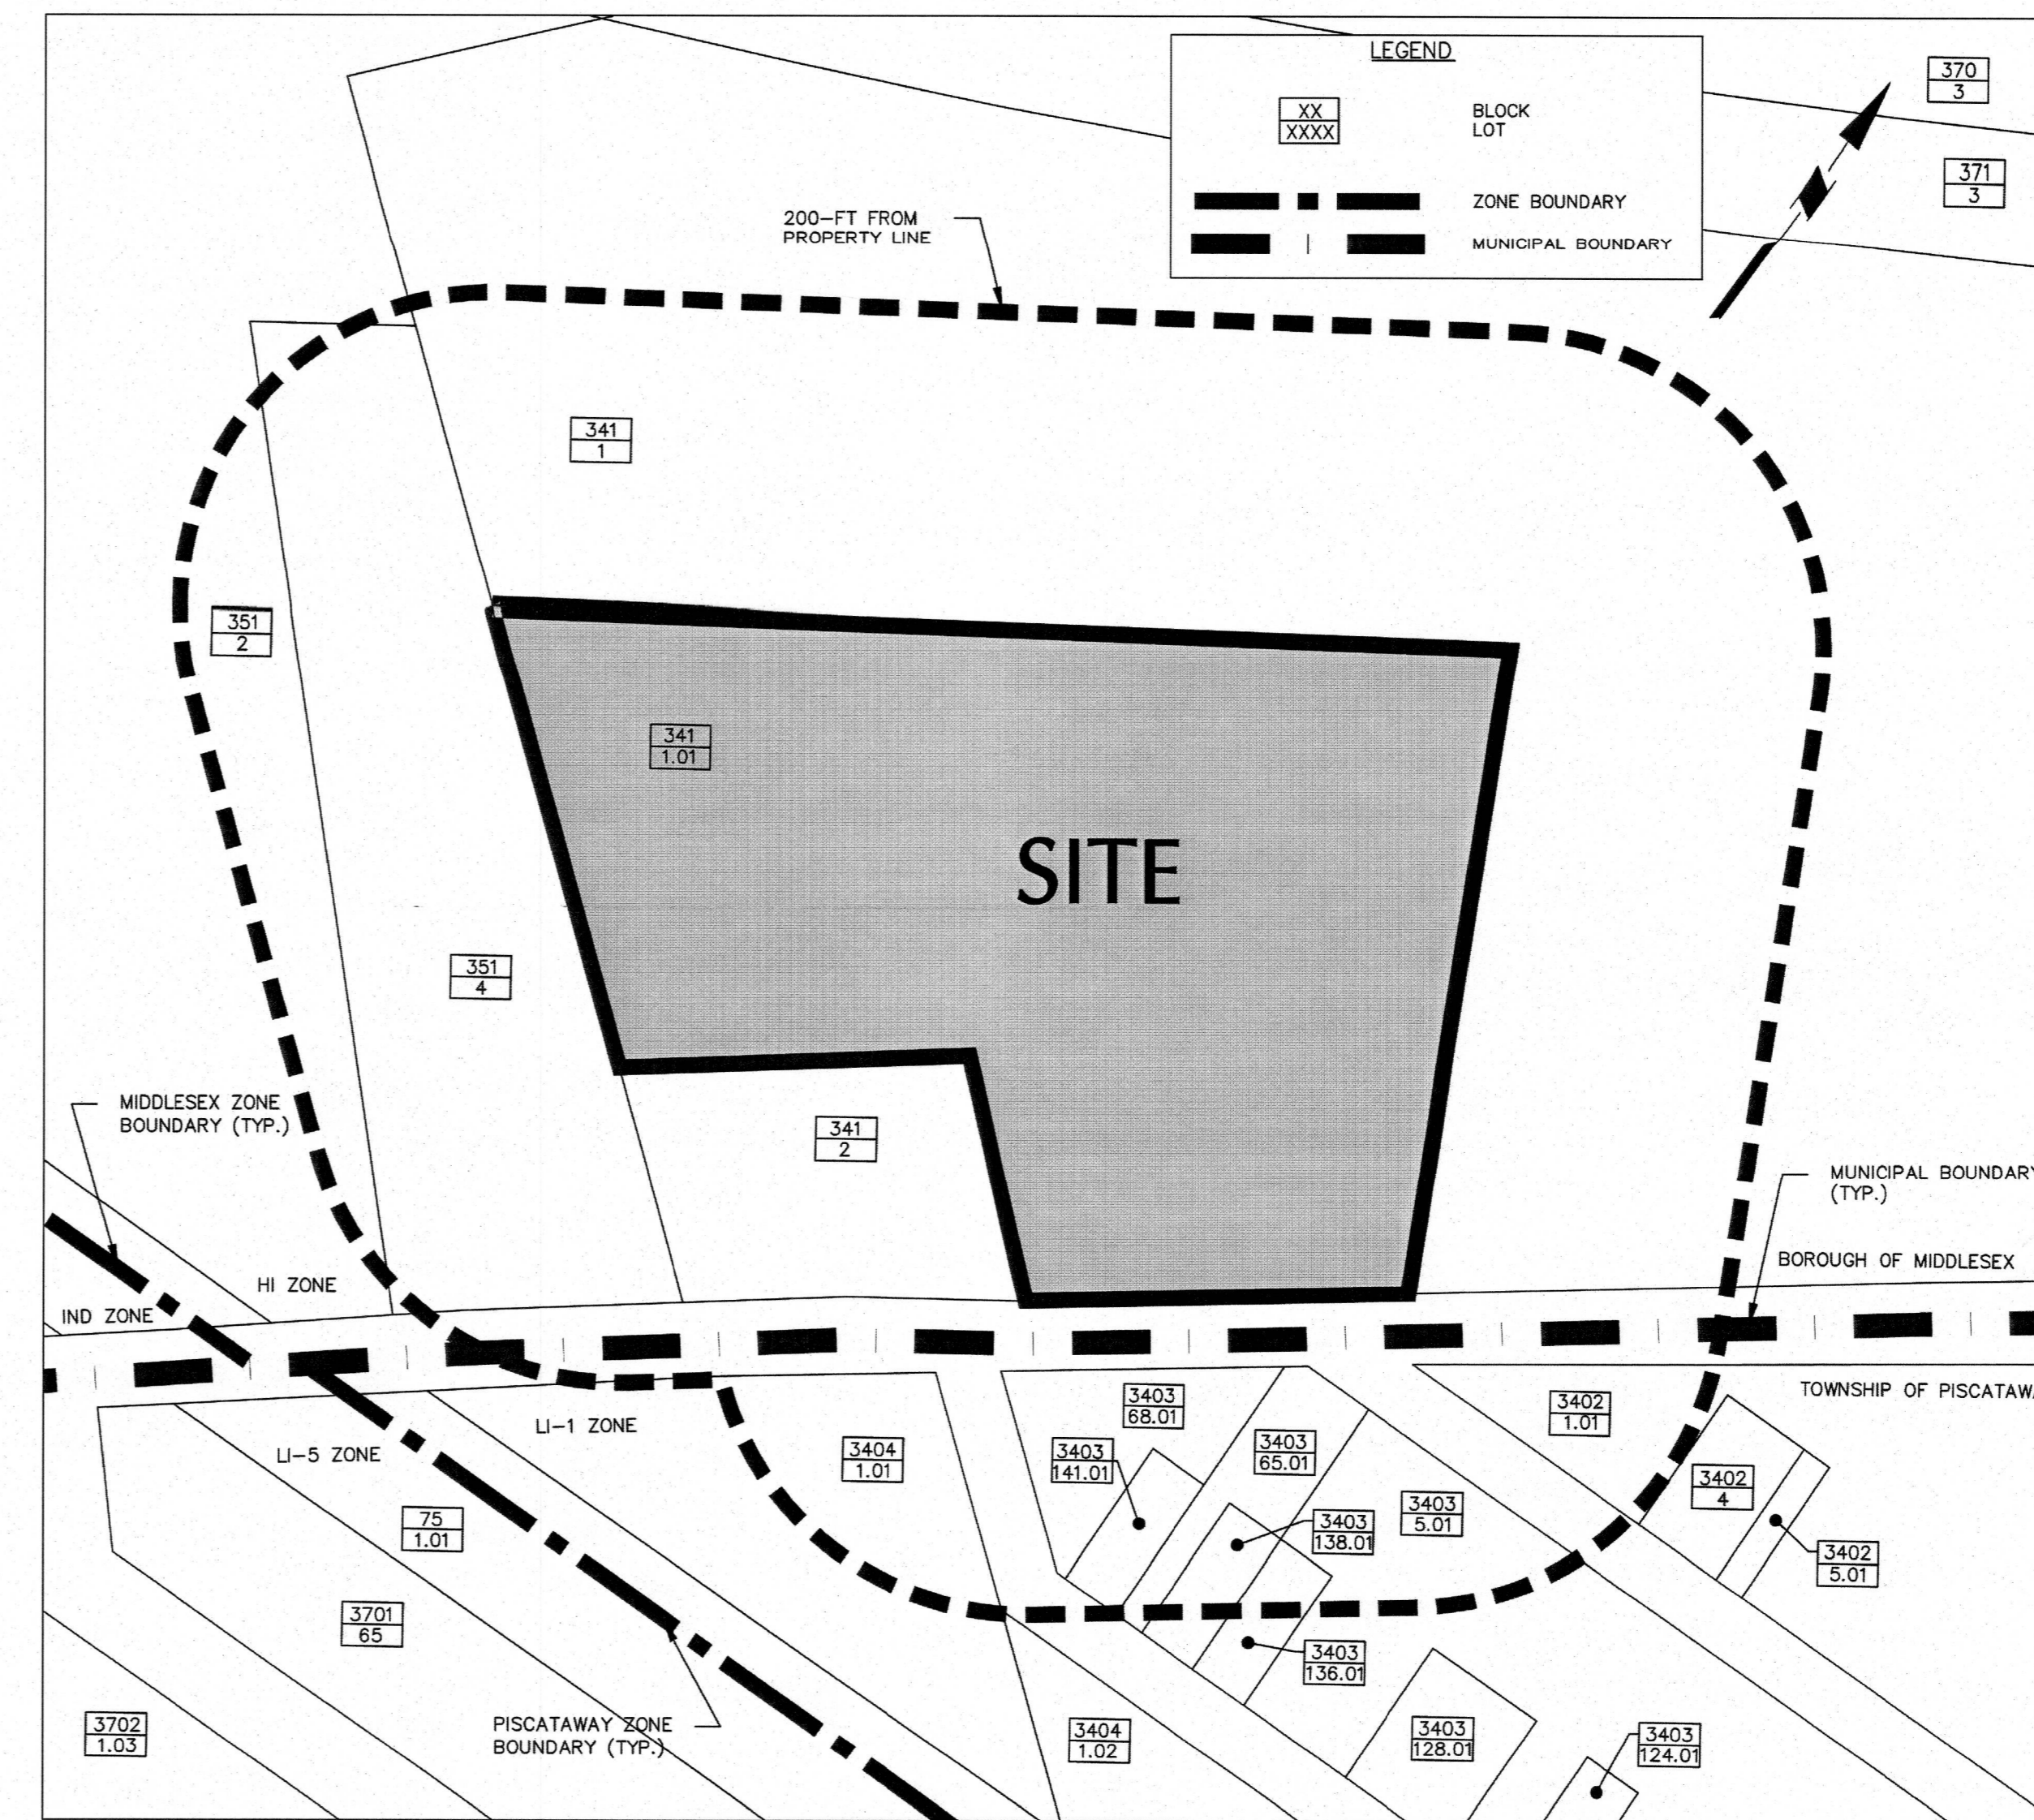 LEGEND
XX
XXXX
BLOCK
LOT
ZONE BOUNDARY
MUNICIPAL BOUNDARY
370
3
371
3
200-FT FROM
PROPERTY LINE
341
1
351
2
341
1.01
SITE
351
4
341
2
MIDDLESEX ZONE
BOUNDARY (TYP.)
MUNICIPAL BOUNDARY
(TYP.)
BOROUGH OF MIDDLESEX
HI ZONE
IND ZONE
TOWNSHIP OF PISCATAWA
LI-1 ZONE
LI-5 ZONE
3403
68.01
3402
1.01
3404
1.01
3403
141.01
3403
65.01
3402
4
75
1.01
3403
5.01
3403
138.01
3402
5.01
3701
65
3403
136.01
3702
1.03
PISCATAWAY ZONE
BOUNDARY (TYP.)
3404
1.02
3403
128.01
3403
124.01